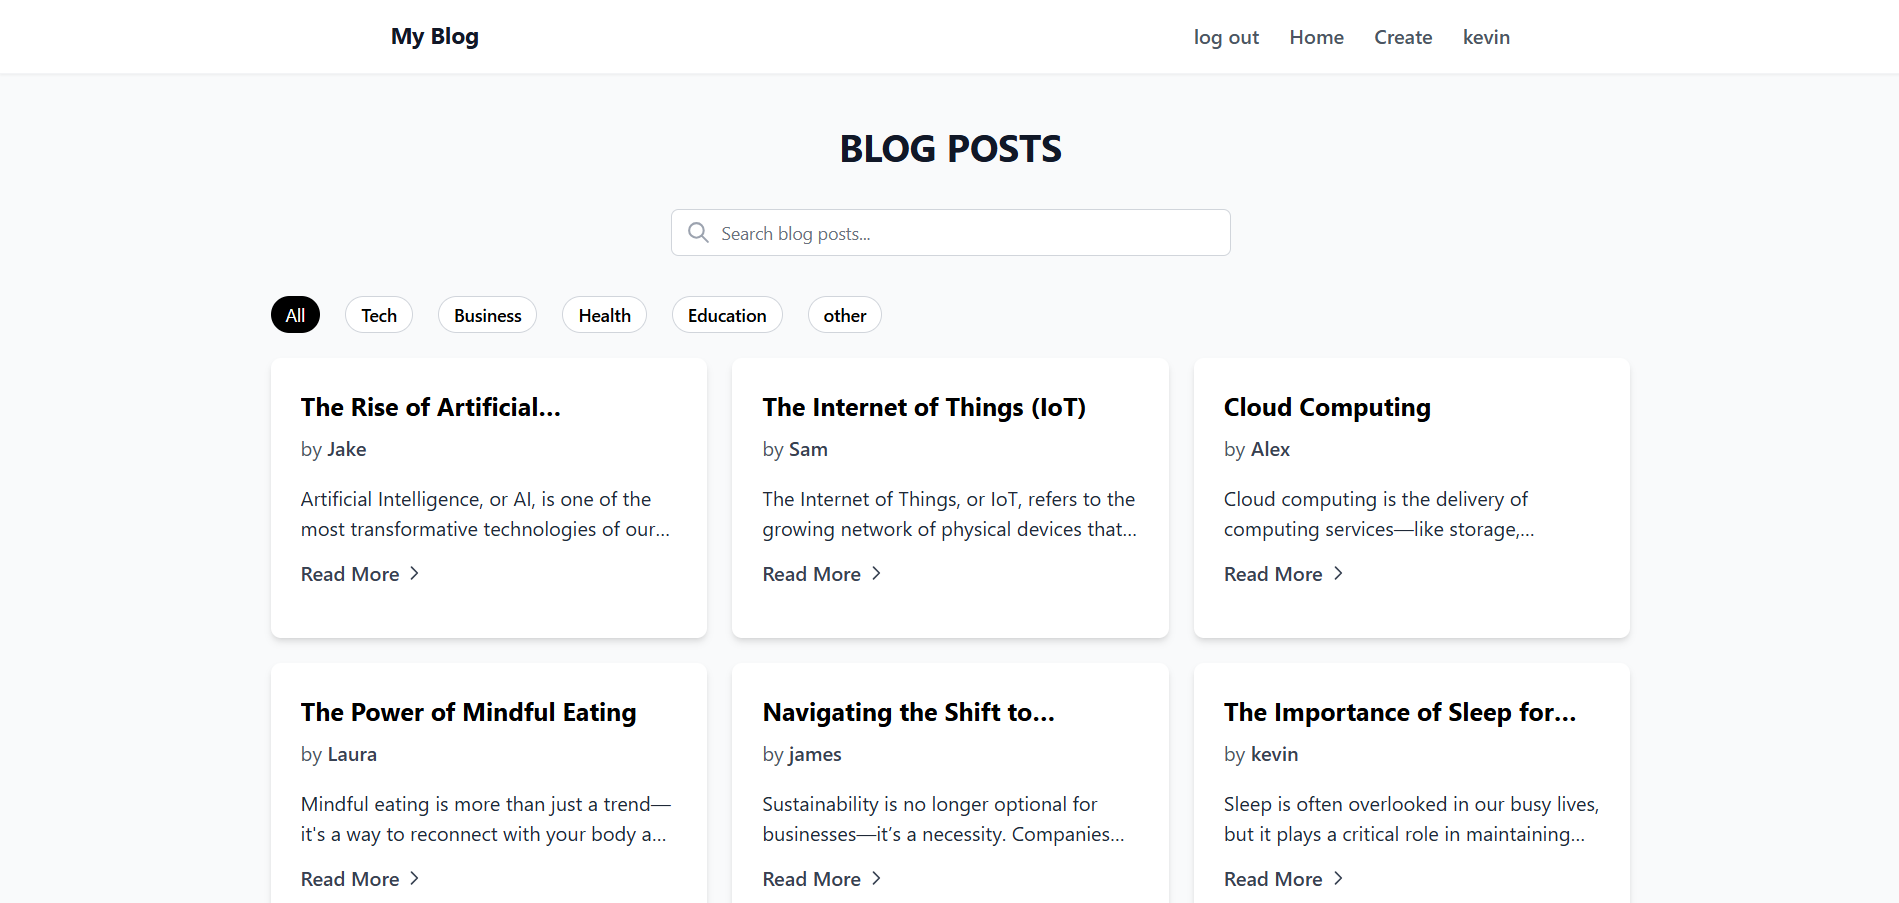 My Blog
log out Home Create kevin
BLOG POSTS
Search blog posts...
All Tech Business Health Education other
The Rise of Artificial...
by Jake
Artificial Intelligence, or AI, is one of the
most transformative technologies of our...
Read More
The Internet of Things (IoT)
by Sam
The Internet of Things, or IoT, refers to the
growing network of physical devices that...
Read More
Cloud Computing
by Alex
Cloud computing is the delivery of
computing services—like storage,...
Read More
The Power of Mindful Eating
by Laura
Mindful eating is more than just a trend—
it's a way to reconnect with your body a...
Read More
Navigating the Shift to...
by james
Sustainability is no longer optional for
businesses—it’s a necessity. Companies...
Read More
The Importance of Sleep for...
by kevin
Sleep is often overlooked in our busy lives,
but it plays a critical role in maintaining...
Read More